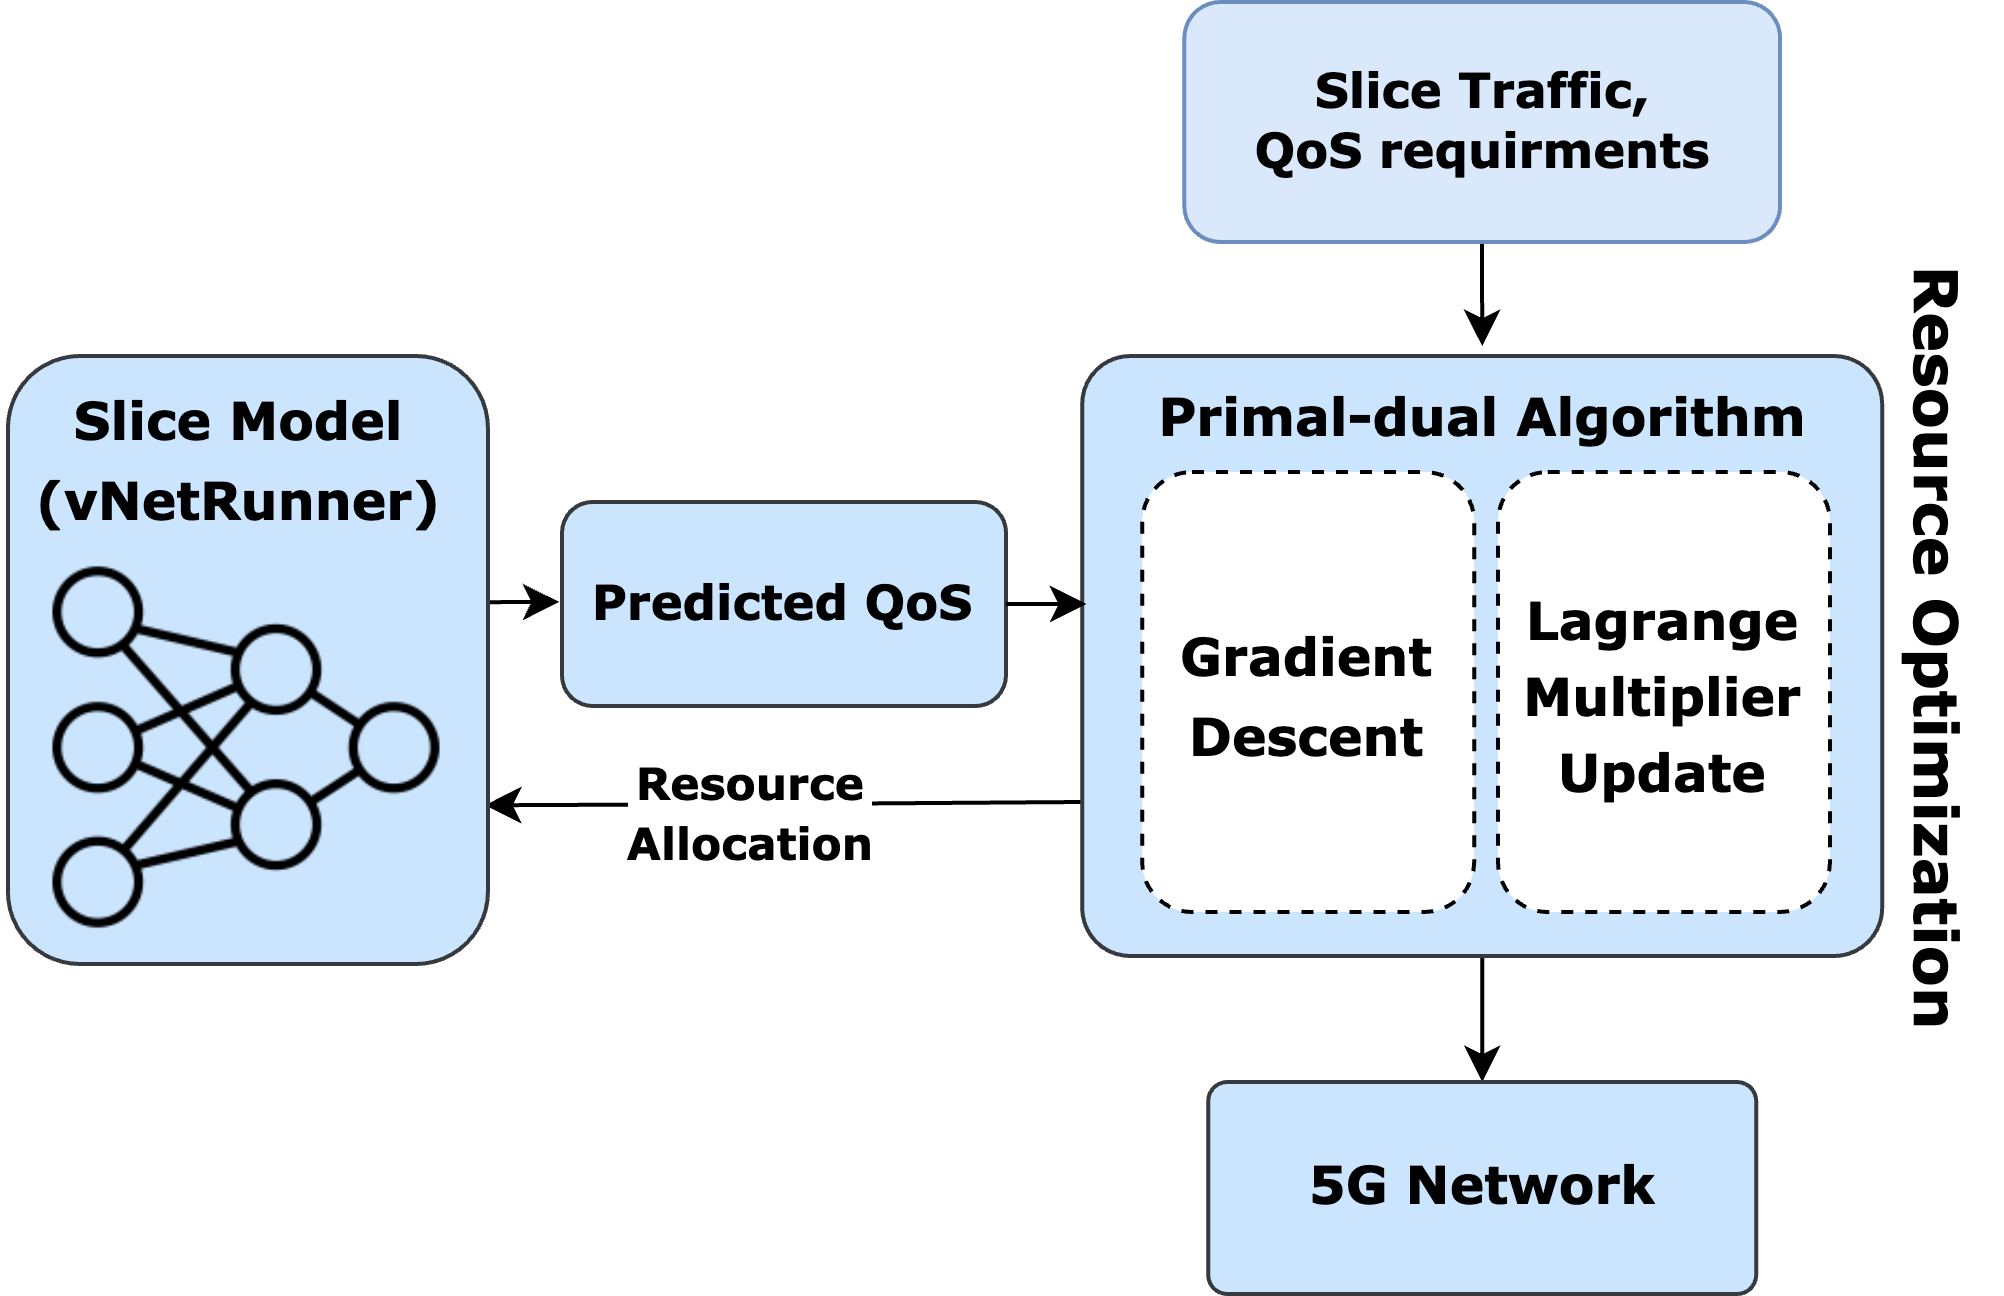 Slice Traffic,
QoS requirments
Slice Model
(vNetRunner)
Predicted QoS
Resource
Allocation
Primal-dual Algorithm
Gradient
Descent
Lagrange
Multiplier
Update
Resource Optimization
5G Network